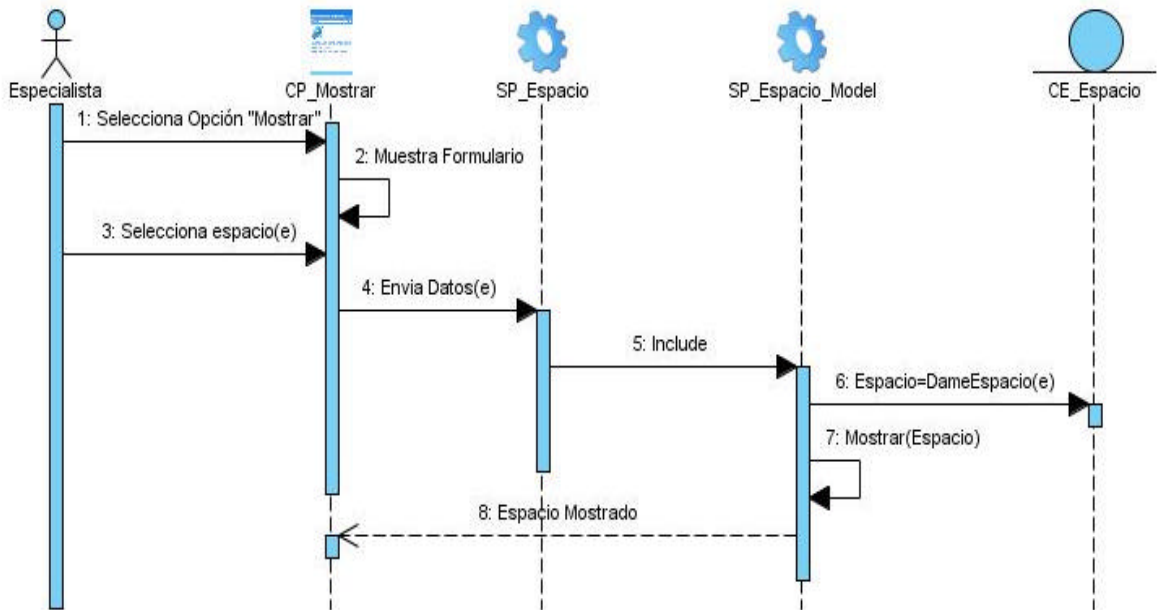 Especialista
CP_Mostrar
SP_Espacio
SP_Espacio_Model
CE_Espacio
1: Selecciona Opción "Mostrar"
2: Muestra Formulario
3: Selecciona espacio(e)
4: Envia Datos(e)
5: Include
6: Espacio=DameEspacio(e)
7: Mostrar(Espacio)
8: Espacio Mostrado